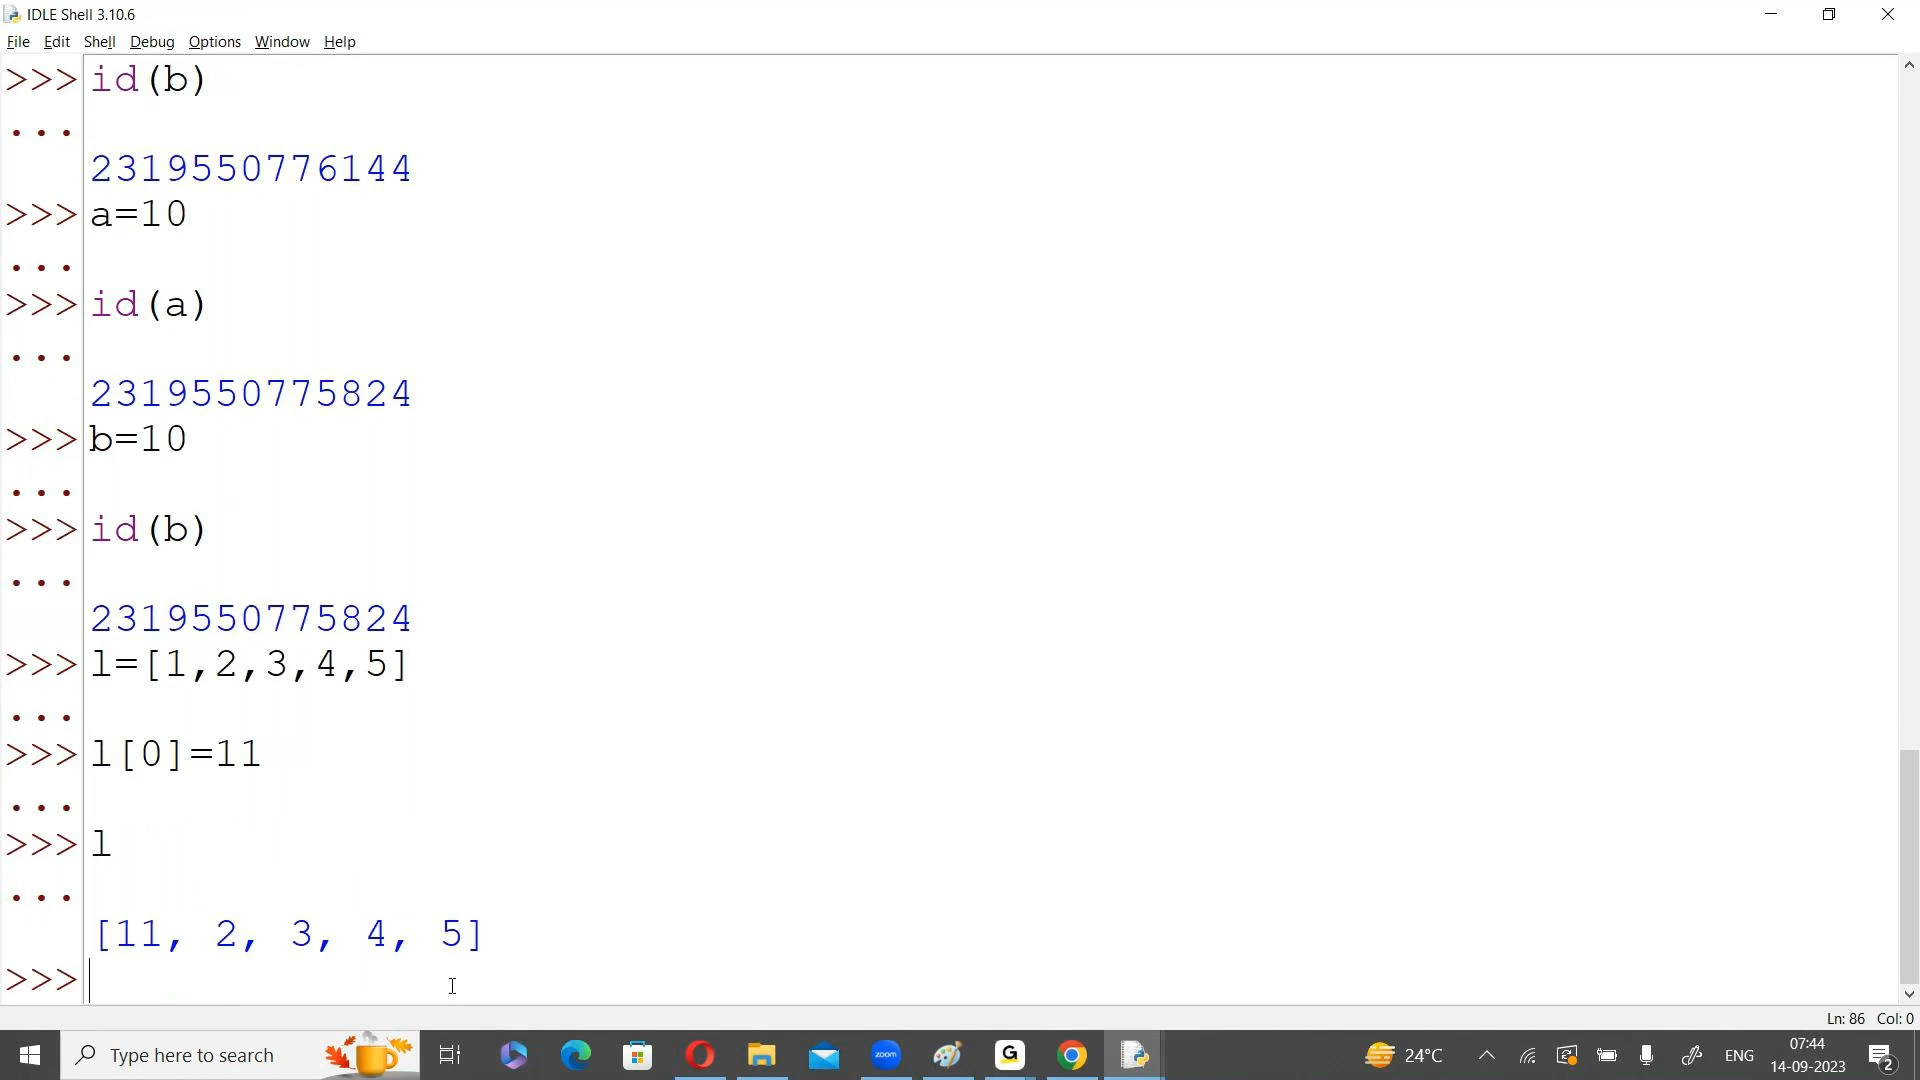 IDLE Shell 3.10.6
File Edit Shell Debug Options Window Help
>>> id(b)
...
2319550776144
>>> a=10
...
>>> id(a)
...
2319550775824
>>> b=10
...
>>> id(b)
...
2319550775824
>>> l=[1,2,3,4,5]
...
>>> l[0]=11
...
>>> l
...
[11, 2, 3, 4, 5]
>>>
Ln: 86 Col: 0
Type here to search
zoom
G
24°C
ENG
07:44
14-09-2023
2